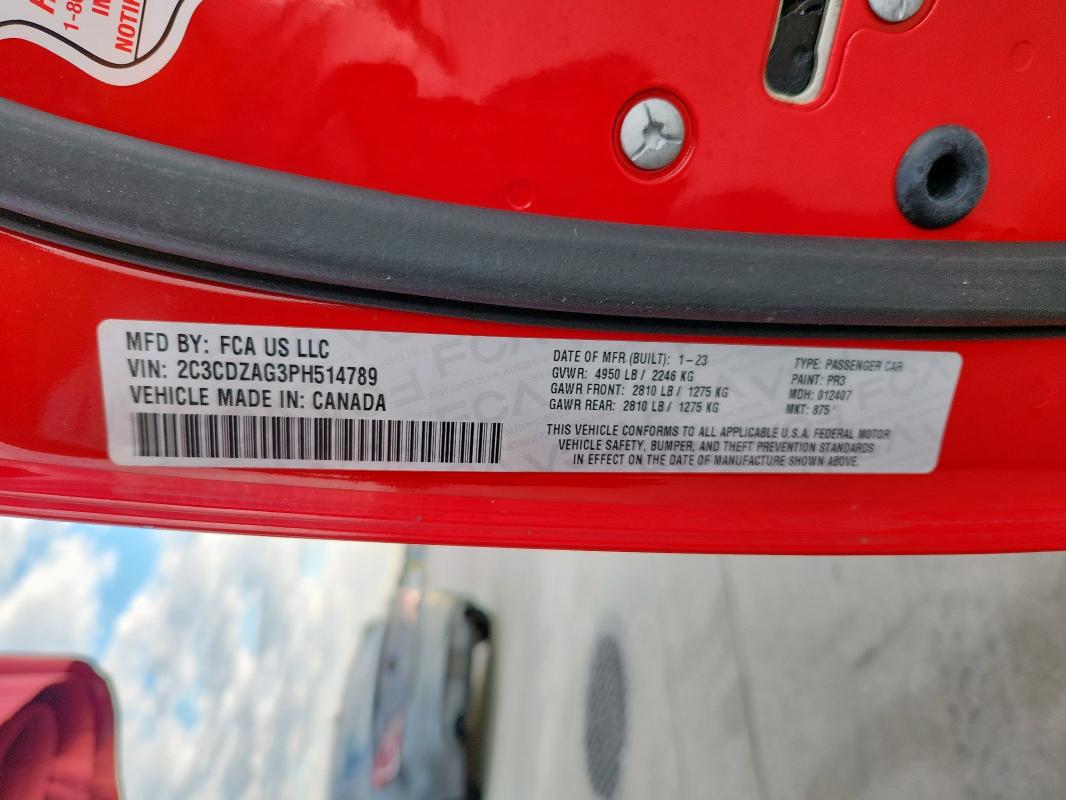 1-8
NOTIF
MFD BY: FCA US LLC
VIN: 2C3CDZAG3PH514789
VEHICLE MADE IN: CANADA
DATE OF MFR (BUILT): 1-23
GVWR: 4950 LB / 2246 KG
GAWR FRONT: 2810 LB / 1275 KG
GAWR REAR: 2810 LB / 1275 KG
TYPE: PASSENGER CAR
PAINT: PR3
MDH: 012407
MKT: 875
THIS VEHICLE CONFORMS TO ALL APPLICABLE U.S.A. FEDERAL MOTOR
VEHICLE SAFETY, BUMPER, AND THEFT PREVENTION STANDARDS
IN EFFECT ON THE DATE OF MANUFACTURE SHOWN ABOVE.